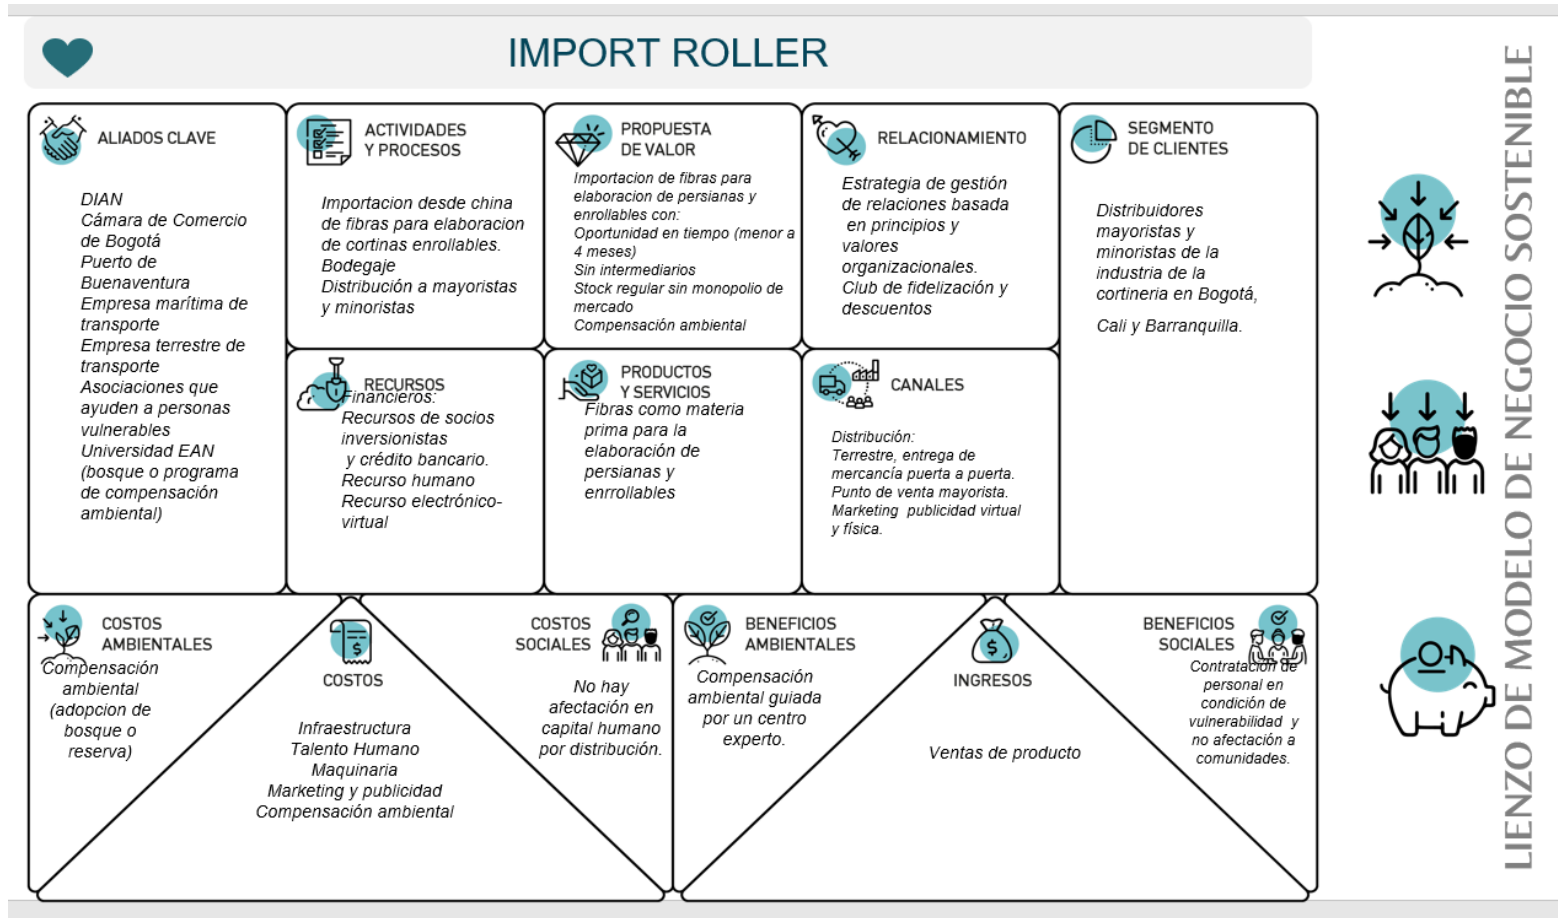 IMPORT ROLLER
ALIADOS CLAVE
DIAN
Cámara de Comercio
de Bogotá
Puerto de
Buenaventura
Empresa marítima de
transporte
Empresa terrestre de
transporte
Asociaciones que
ayuden a personas
vulnerables
Universidad EAN
(bosque o programa
de compensación
ambiental)
ACTIVIDADES
Y PROCESOS
Importacion desde china
de fibras para elaboracion
de cortinas enrollables.
Bodegaje
Distribución a mayoristas
y minoristas
RECURSOS
Financieros:
Recursos de socios
inversionistas
y crédito bancario.
Recurso humano
Recurso electrónico-
virtual
PROPUESTA
DE VALOR
Importacion de fibras para
elaboracion de persianas y
enrollables con:
Oportunidad en tiempo (menor a
4 meses)
Sin intermediarios
Stock regular sin monopolio de
mercado
Compensación ambiental
PRODUCTOS
Y SERVICIOS
Fibras como materia
prima para la
elaboración de
persianas y
enrrollables
RELACIONAMIENTO
Estrategia de gestión
de relaciones basada
en principios y
valores
organizacionales.
Club de fidelización y
descuentos
CANALES
Distribución:
Terrestre, entrega de
mercancía puerta a puerta.
Punto de venta mayorista.
Marketing publicidad virtual
y física.
SEGMENTO
DE CLIENTES
Distribuidores
mayoristas y
minoristas de la
industria de la
cortineria en Bogotá,
Cali y Barranquilla.
COSTOS
AMBIENTALES
Compensación
ambiental
(adopcion de
bosque o
reserva)
COSTOS
Infraestructura
Talento Humano
Maquinaria
Marketing y publicidad
Compensación ambiental
COSTOS
SOCIALES
No hay
afectación en
capital humano
por distribución.
BENEFICIOS
AMBIENTALES
Compensación
ambiental guiada
por un centro
experto.
INGRESOS
Ventas de producto
BENEFICIOS
SOCIALES
Contratación de
personal en
condición de
vulnerabilidad y
no afectación a
comunidades.
LIENZO DE MODELO DE NEGOCIO SOSTENIBLE